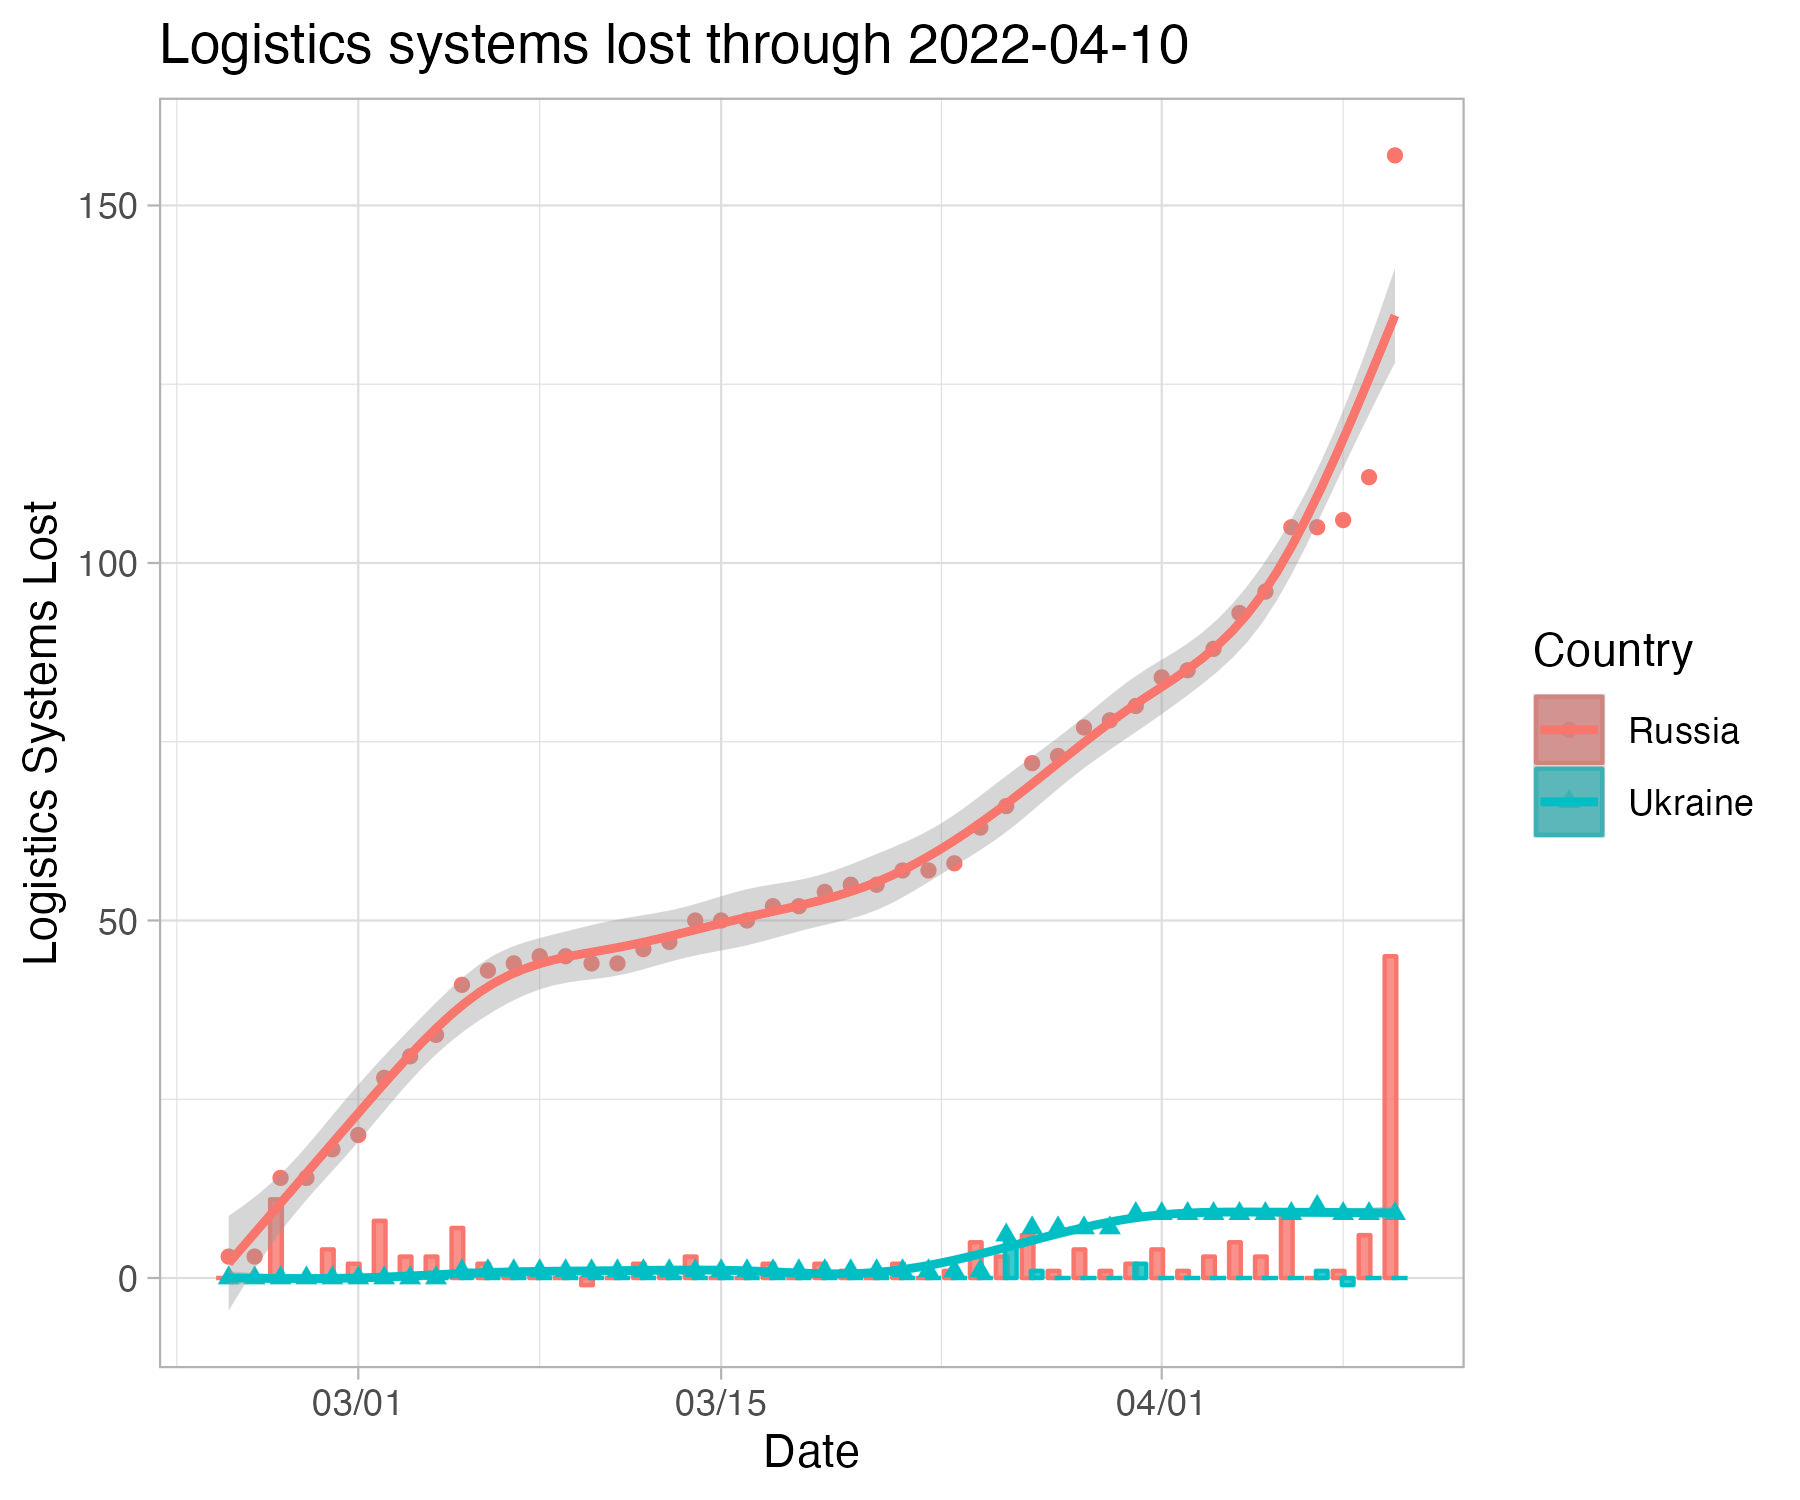 Logistics systems lost through 2022-04-10
Logistics Systems Lost
150
100
50
0
03/01
03/15
04/01
Date
Country
Russia
Ukraine